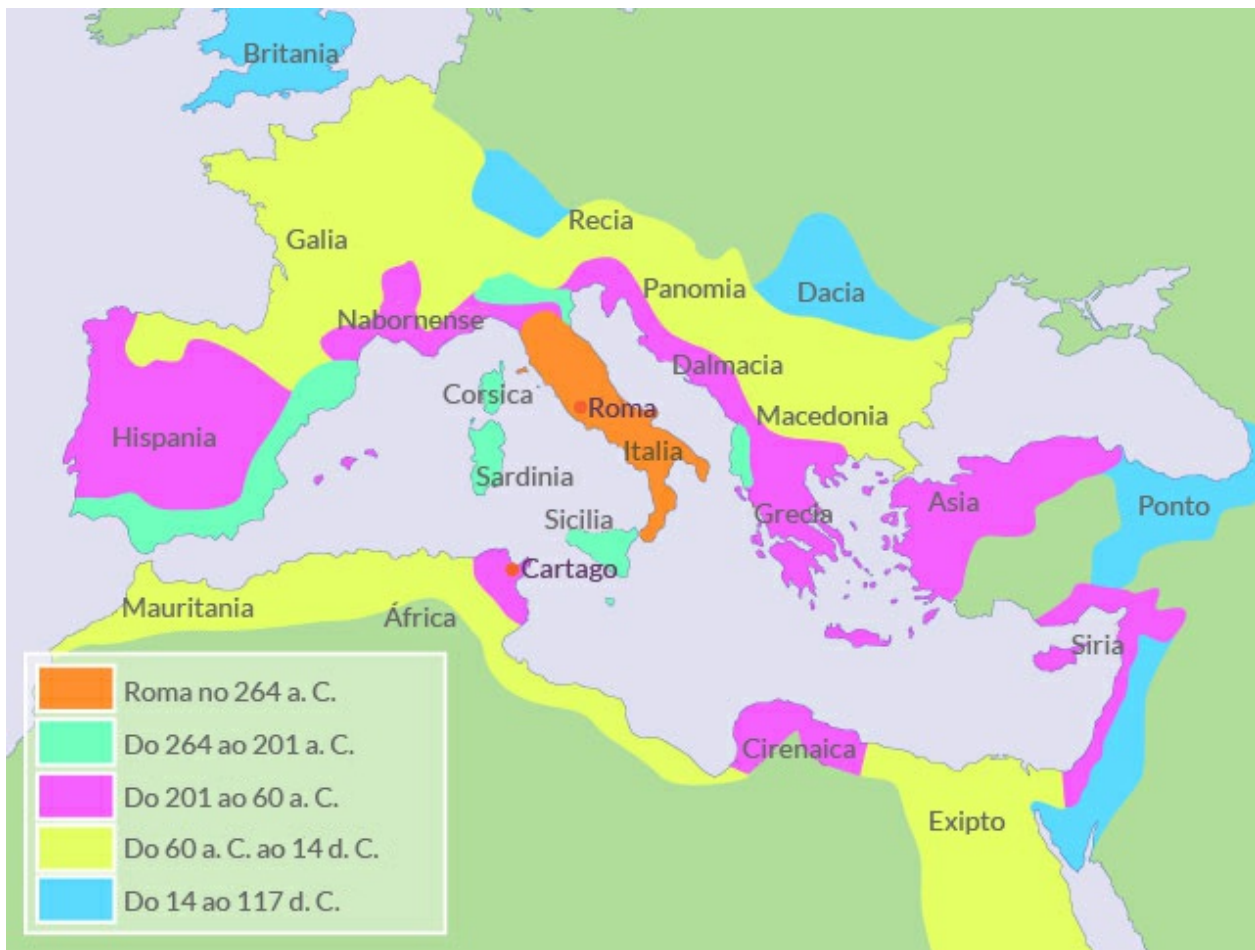 Britania
Recia
Galia
Panomia
Dacia
Nabornense
Dalmacia
Corsica
Roma
Macedonia
Hispania
Italia
Sardinia
Asia
Ponto
Sicilia
Grecia
Cartago
Mauritania
África
Siria
Cirenaica
Exipto
Roma no 264 a. C.
Do 264 ao 201 a. C.
Do 201 ao 60 a. C.
Do 60 a. C. ao 14 d. C.
Do 14 ao 117 d. C.